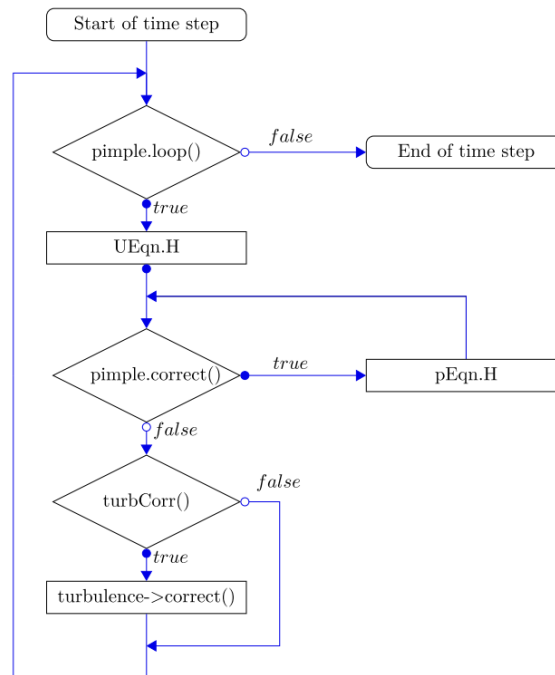 Start of time step
pimple.loop()
false
End of time step
true
UEqn.H
pimple.correct()
true
pEqn.H
false
turbCorr()
false
true
turbulence->correct()